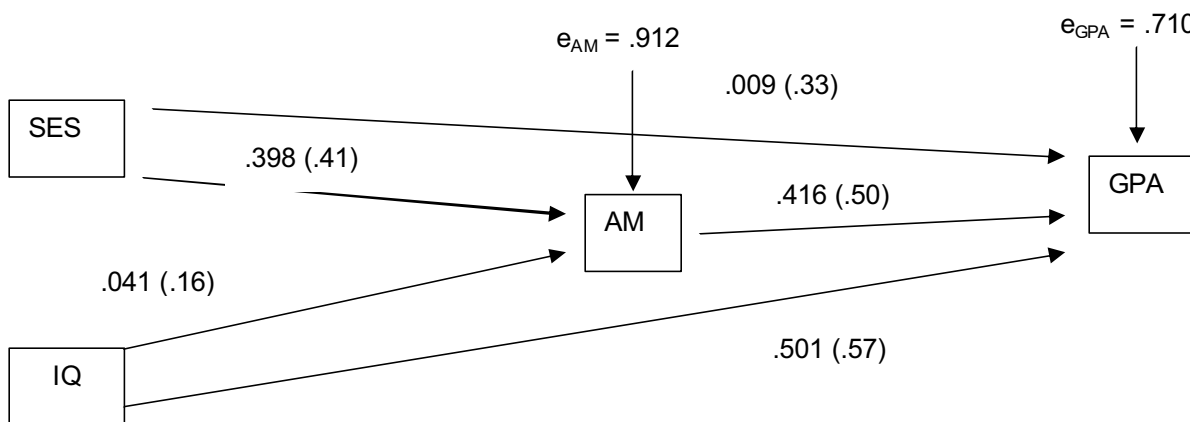 e_AM = .912
e_GPA = .710
.009 (.33)
SES
.398 (.41)
GPA
.416 (.50)
AM
.041 (.16)
.501 (.57)
IQ